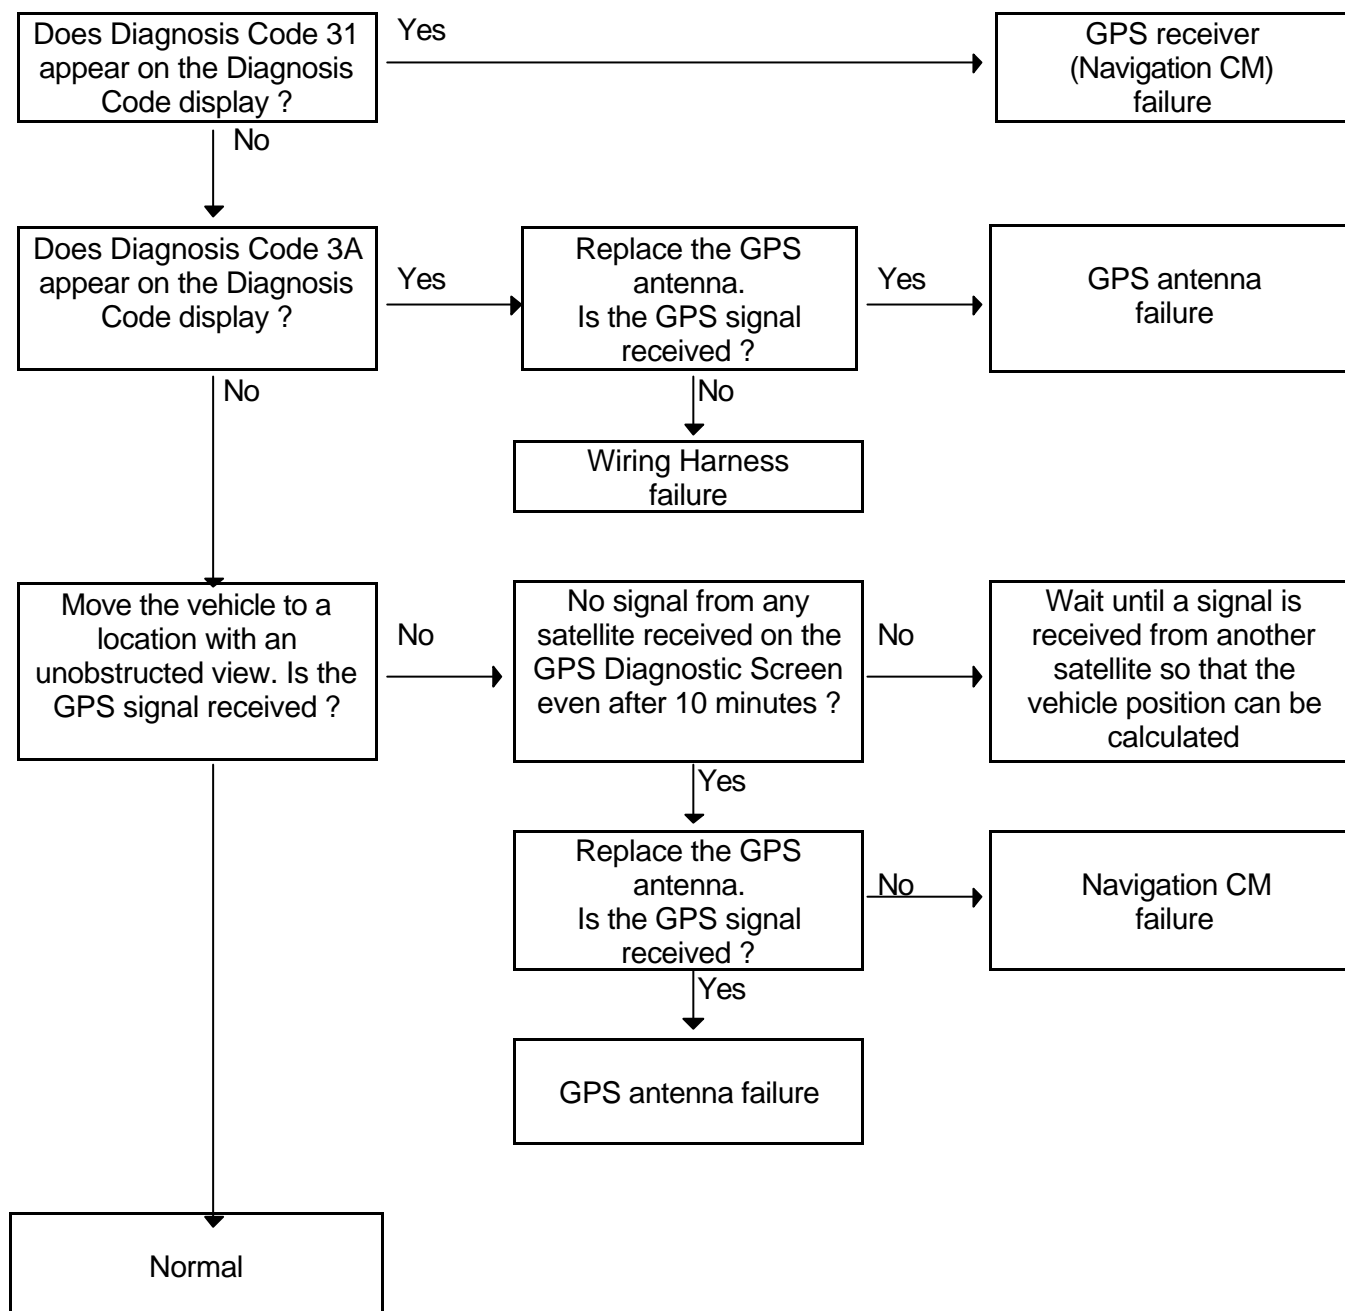 Does Diagnosis Code 31
appear on the Diagnosis
Code display ?
Yes
GPS receiver
(Navigation CM)
failure
No
Does Diagnosis Code 3A
appear on the Diagnosis
Code display ?
Yes
Replace the GPS
antenna.
Is the GPS signal
received ?
Yes
GPS antenna
failure
No
No
Wiring Harness
failure
Move the vehicle to a
location with an
unobstructed view. Is the
GPS signal received ?
No
No signal from any
satellite received on the
GPS Diagnostic Screen
even after 10 minutes ?
No
Wait until a signal is
received from another
satellite so that the
vehicle position can be
calculated
Yes
Replace the GPS
antenna.
Is the GPS signal
received ?
No
Navigation CM
failure
Yes
GPS antenna failure
Normal